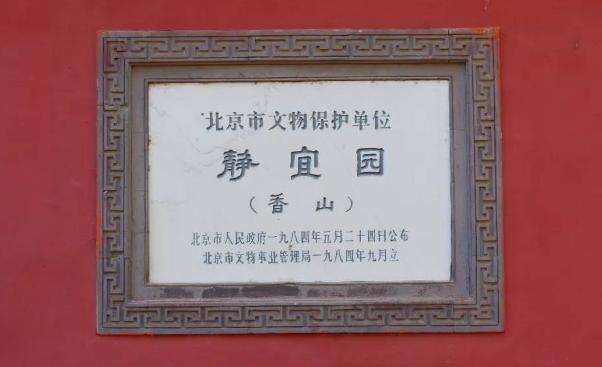 北京市文物保护单位
静宜园
（香山）
北京市人民政府一九八四年五月二十四日公布
北京市文物事业管理局一九八四年九月立